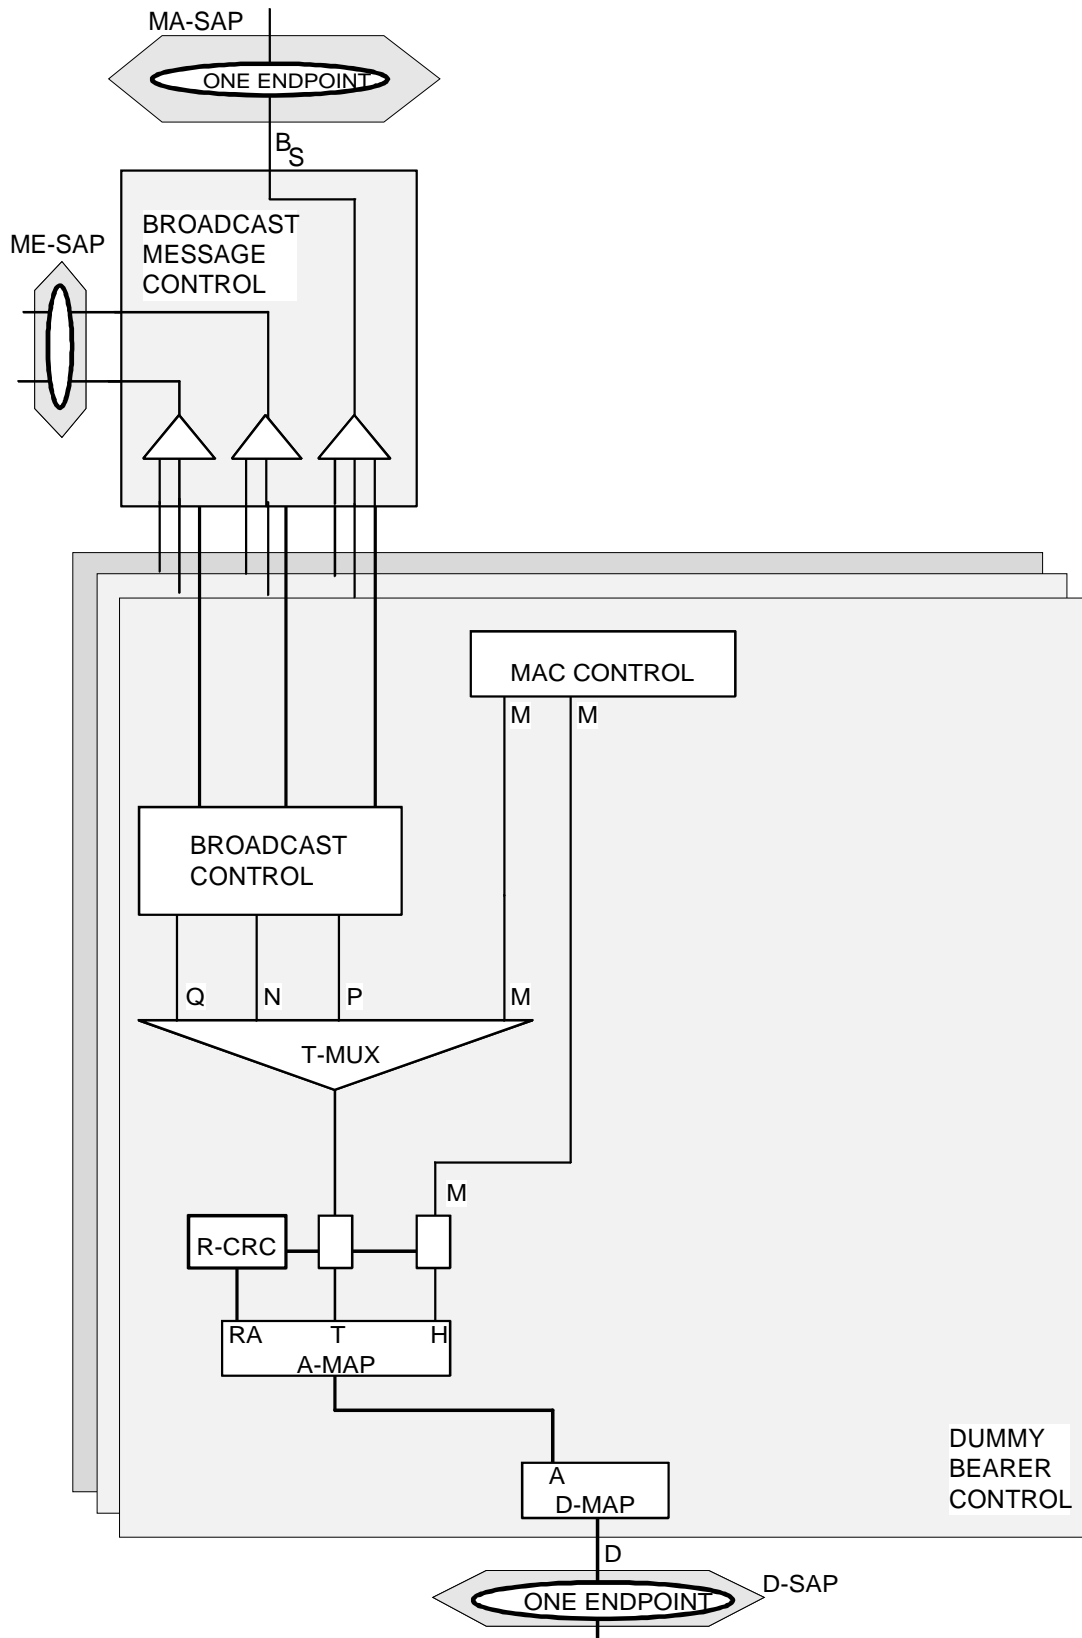 MA-SAP
ONE ENDPOINT
BS
BROADCAST
MESSAGE
CONTROL
ME-SAP
MAC CONTROL
M M
BROADCAST
CONTROL
Q N P M
T-MUX
M
R-CRC
RA T H
A-MAP
A
D-MAP
DUMMY
BEARER
CONTROL
D
D-SAP
ONE ENDPOINT